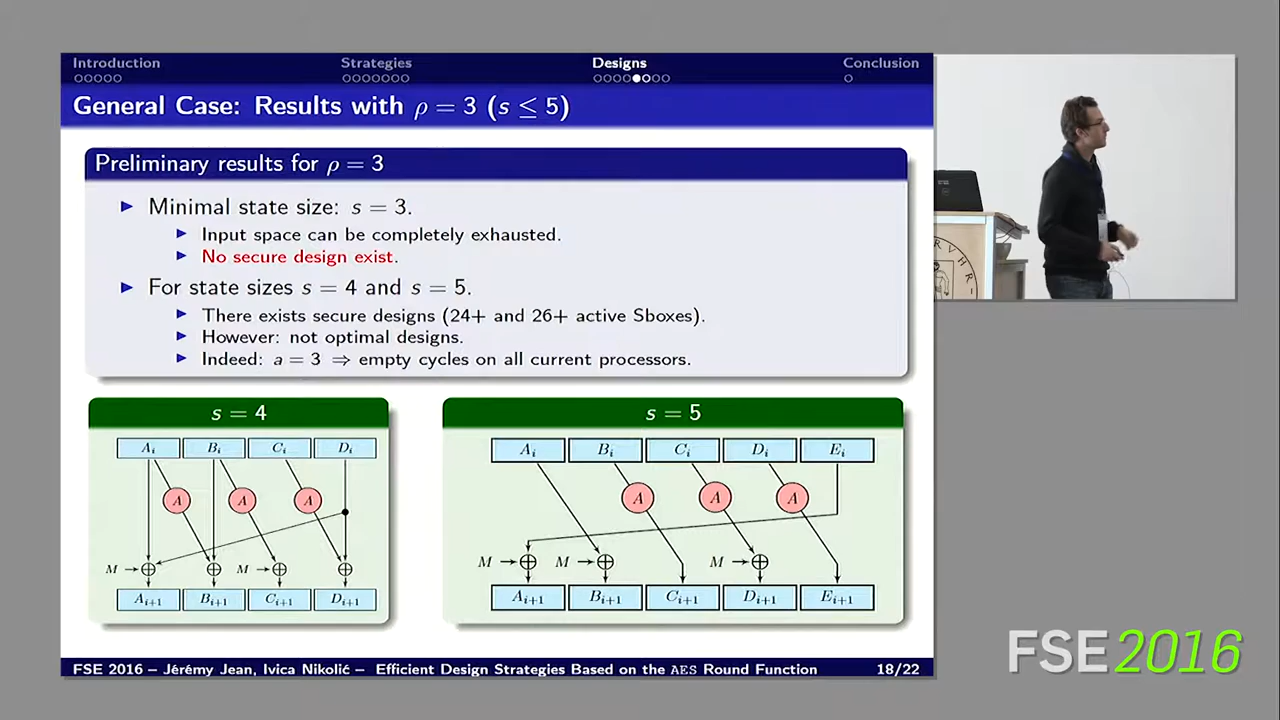 Introduction Strategies Designs Conclusion
General Case: Results with ρ = 3 (s ≤ 5)
Preliminary results for ρ = 3
Minimal state size: s = 3.
Input space can be completely exhausted.
No secure design exist.
For state sizes s = 4 and s = 5.
There exists secure designs (24+ and 26+ active Sboxes).
However: not optimal designs.
Indeed: a = 3 ⇒ empty cycles on all current processors.
s = 4
A_i B_i C_i D_i
A A A
M M
A_{i+1} B_{i+1} C_{i+1} D_{i+1}
s = 5
A_i B_i C_i D_i E_i
A A A
M M M
A_{i+1} B_{i+1} C_{i+1} D_{i+1} E_{i+1}
FSE 2016 – Jérémy Jean, Ivica Nikolić – Efficient Design Strategies Based on the AES Round Function 18/22
FSE2016